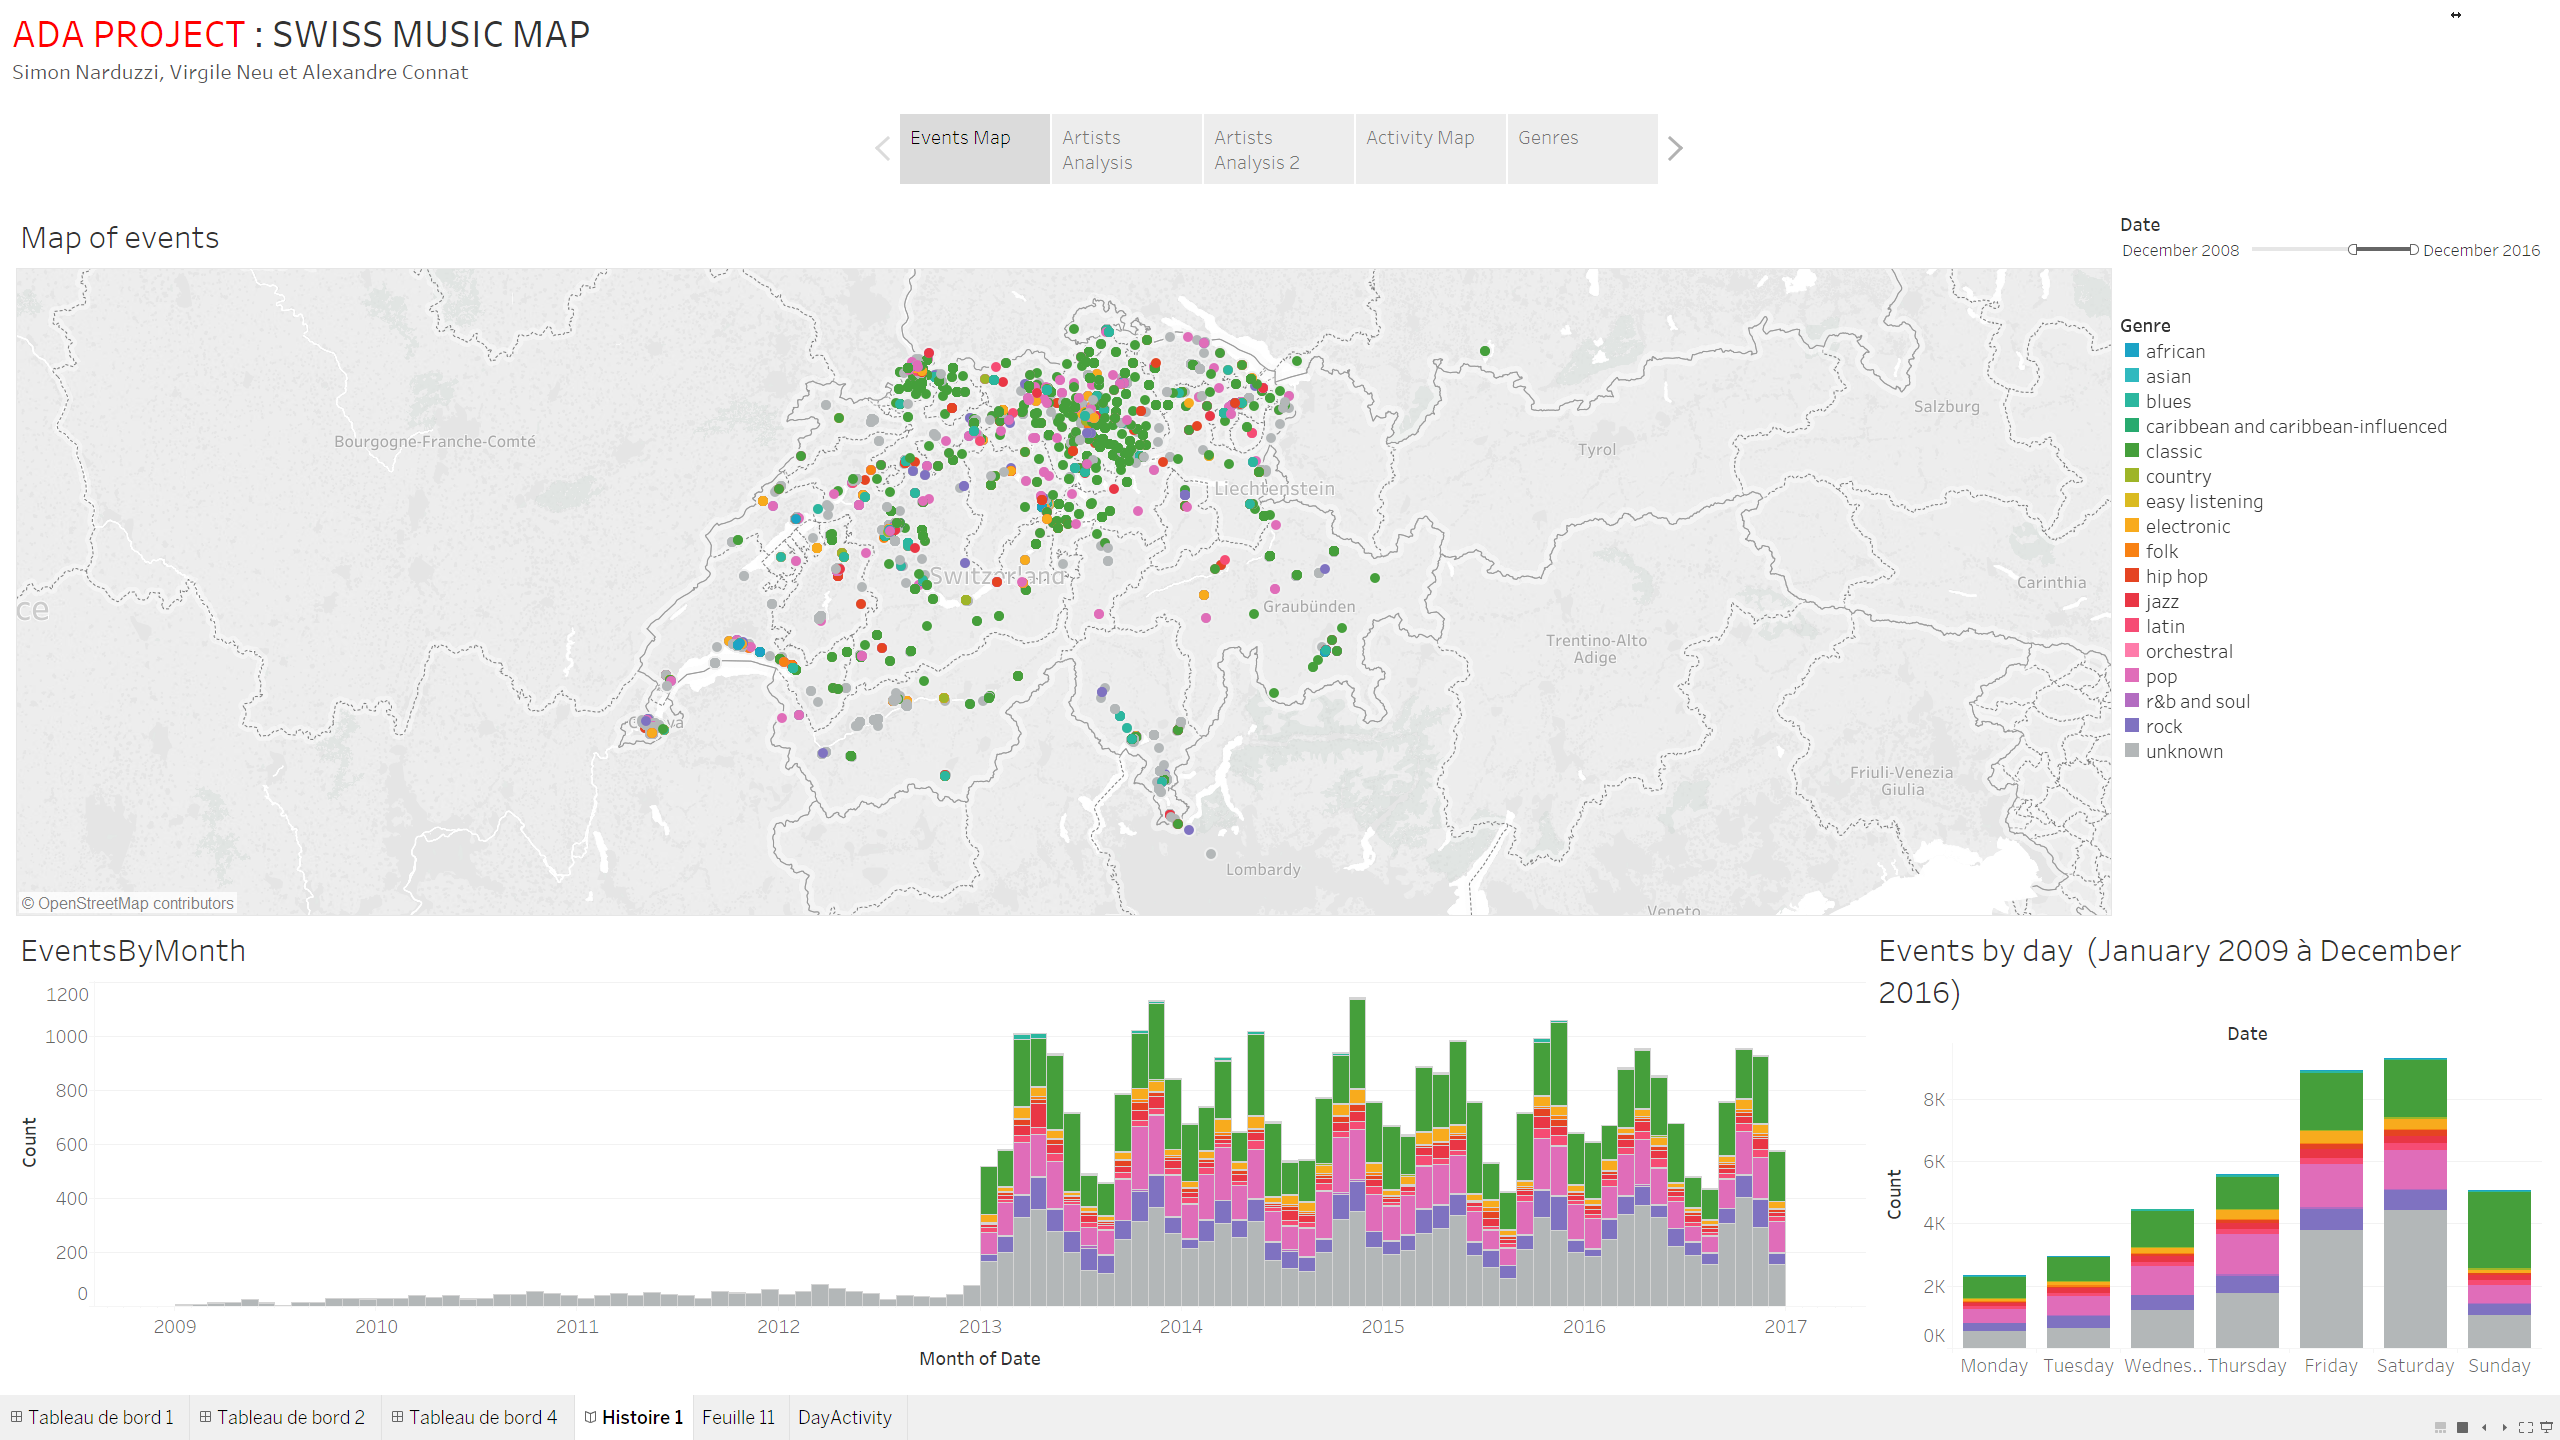 ADA PROJECT : SWISS MUSIC MAP
Simon Narduzzi, Virgile Neu et Alexandre Connat
Events Map
Artists
Analysis
Artists
Analysis 2
Activity Map
Genres
Map of events
Date
December 2008
December 2016
Genre
african
asian
blues
caribbean and caribbean-influenced
classic
country
easy listening
electronic
folk
hip hop
jazz
latin
orchestral
pop
r&b and soul
rock
unknown
Salzburg
Bourgogne-Franche-Comté
Tyrol
Liechtenstein
Switzerland
Carinthia
ce
Graubünden
Trentino-Alto
Adige
Friuli-Venezia
Giulia
Lombardy
Veneto
© OpenStreetMap contributors
EventsByMonth
1200
1000
800
600
400
200
0
Count
2009
2010
2011
2012
2013
2014
2015
2016
2017
Month of Date
Events by day (January 2009 à December
2016)
Date
8K
6K
4K
2K
0K
Count
Monday
Tuesday
Wednes..
Thursday
Friday
Saturday
Sunday
Tableau de bord 1
Tableau de bord 2
Tableau de bord 4
Histoire 1
Feuille 11
DayActivity